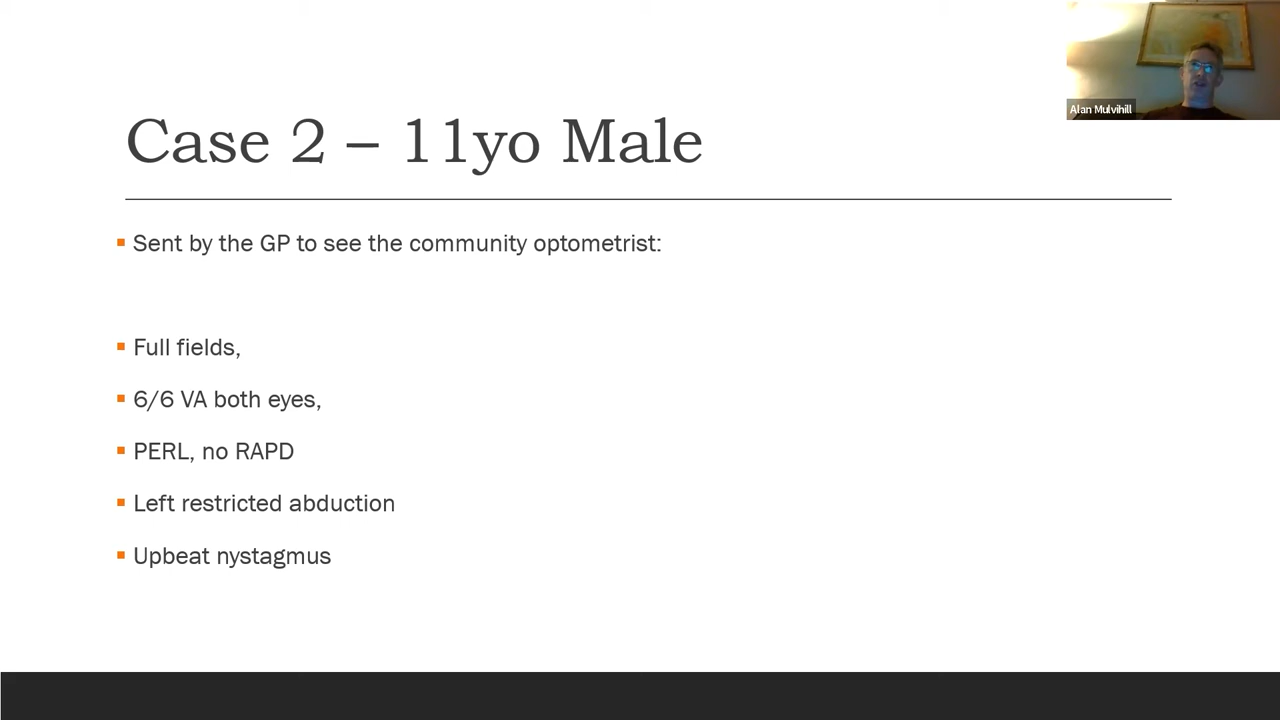 Alan Mulvihill
Case 2 – 11yo Male
Sent by the GP to see the community optometrist:
Full fields,
6/6 VA both eyes,
PERL, no RAPD
Left restricted abduction
Upbeat nystagmus